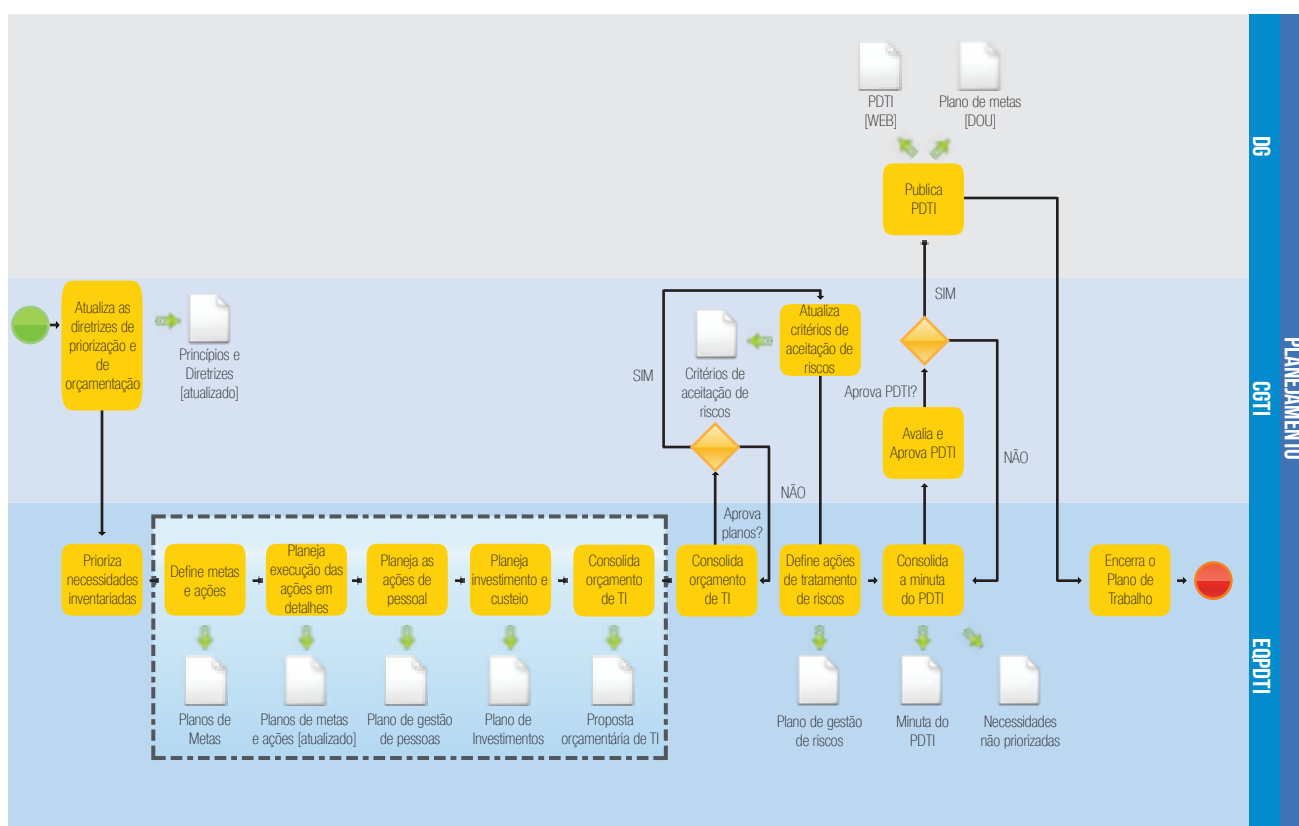 PDTI
[WEB]
Plano de metas
[DOU]
Publica
PDTI
DG
SIM
Atualiza as
diretrizes de
priorização e
de
orçamentação
Princípios e
Diretrizes
[atualizado]
SIM
Critérios de
aceitação de
riscos
Atualiza
critérios de
aceitação de
riscos
Aprova PDTI?
Avalia e
Aprova PDTI
NÃO
NÃO
CGTI
PLANEJAMENTO
Aprova
planos?
Prioriza
necessidades
inventariadas
Define metas
e ações
Planeja
execução das
ações em
detalhes
Planeja as
ações de
pessoal
Planeja
investimento e
custeio
Consolida
orçamento
de TI
Consolida
orçamento
de TI
Define ações
de tratamento
de riscos
Consolida
a minuta
do PDTI
Encerra o
Plano de
Trabalho
Planos de
Metas
Planos de metas
e ações [atualizado]
Plano de gestão
de pessoas
Plano de
Investimentos
Proposta
orçamentária de TI
Plano de gestão
de riscos
Minuta do
PDTI
Necessidades
não priorizadas
EQPDTI